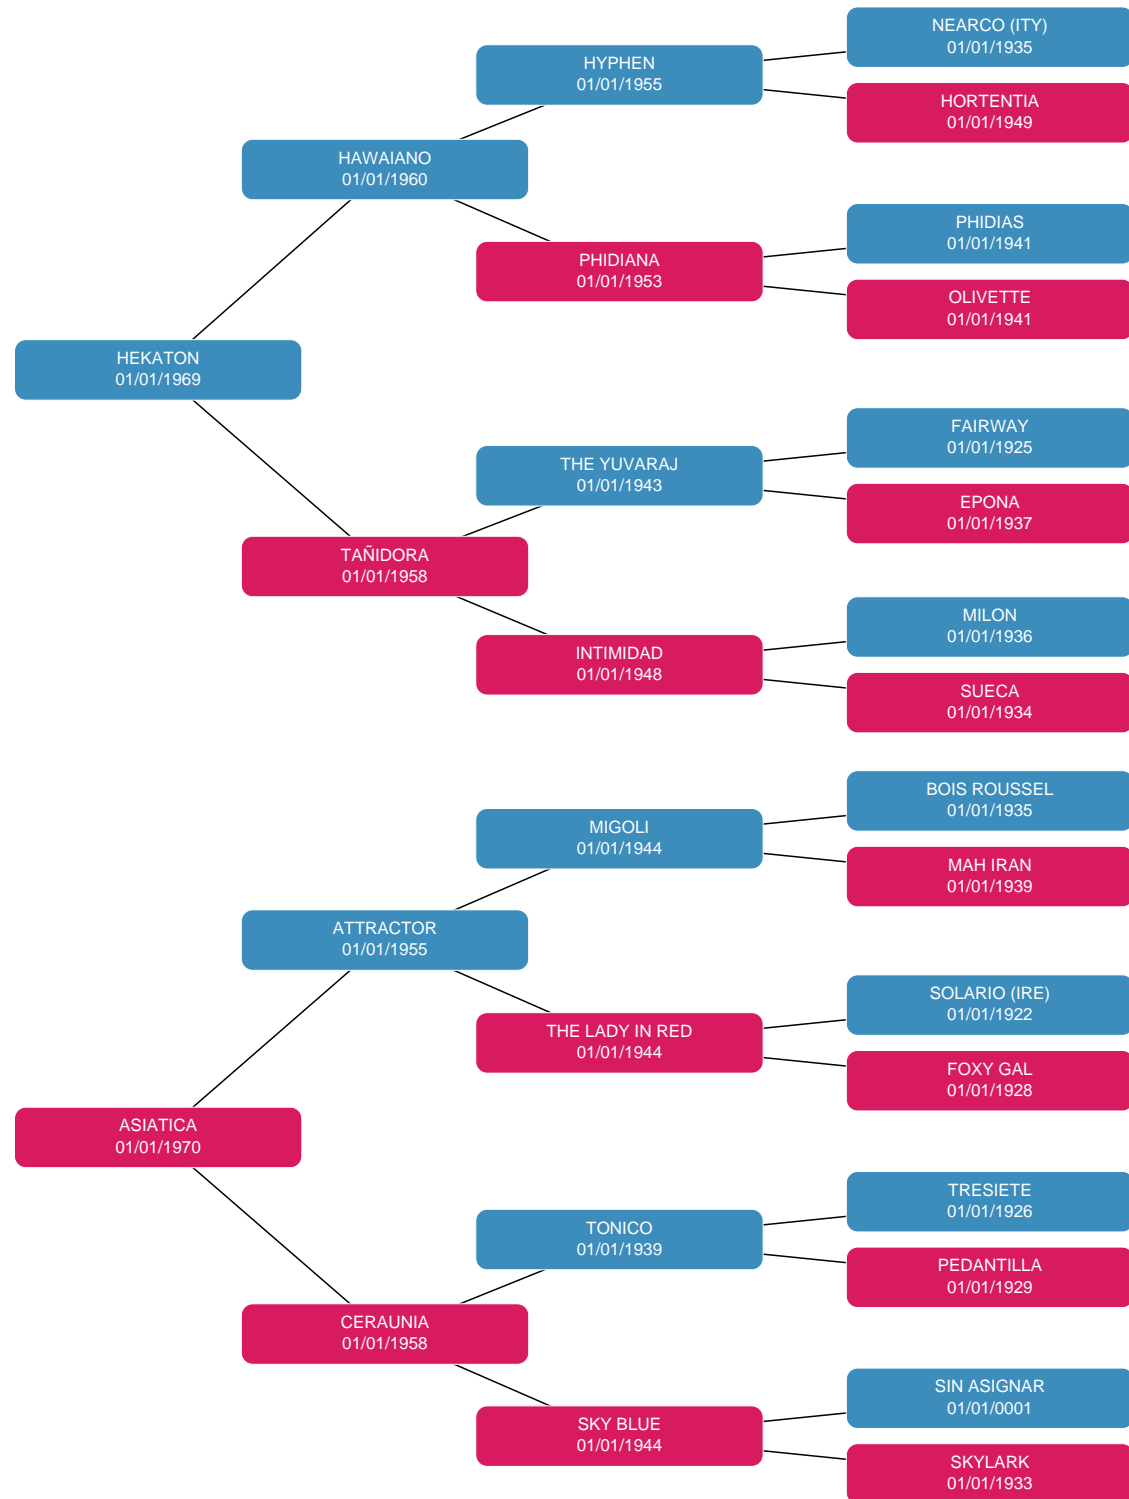 NEARCO (ITY)
01/01/1935
HYPHEN
01/01/1955
HORTENTIA
01/01/1949
HAWAIANO
01/01/1960
PHIDIAS
01/01/1941
PHIDIANA
01/01/1953
OLIVETTE
01/01/1941
HEKATON
01/01/1969
FAIRWAY
01/01/1925
THE YUVARAJ
01/01/1943
EPONA
01/01/1937
TAÑIDORA
01/01/1958
MILON
01/01/1936
INTIMIDAD
01/01/1948
SUECA
01/01/1934
BOIS ROUSSEL
01/01/1935
MIGOLI
01/01/1944
MAH IRAN
01/01/1939
ATTRACTOR
01/01/1955
SOLARIO (IRE)
01/01/1922
THE LADY IN RED
01/01/1944
FOXY GAL
01/01/1928
ASIATICA
01/01/1970
TRESIETE
01/01/1926
TONICO
01/01/1939
PEDANTILLA
01/01/1929
CERAUNIA
01/01/1958
SIN ASIGNAR
01/01/0001
SKY BLUE
01/01/1944
SKYLARK
01/01/1933